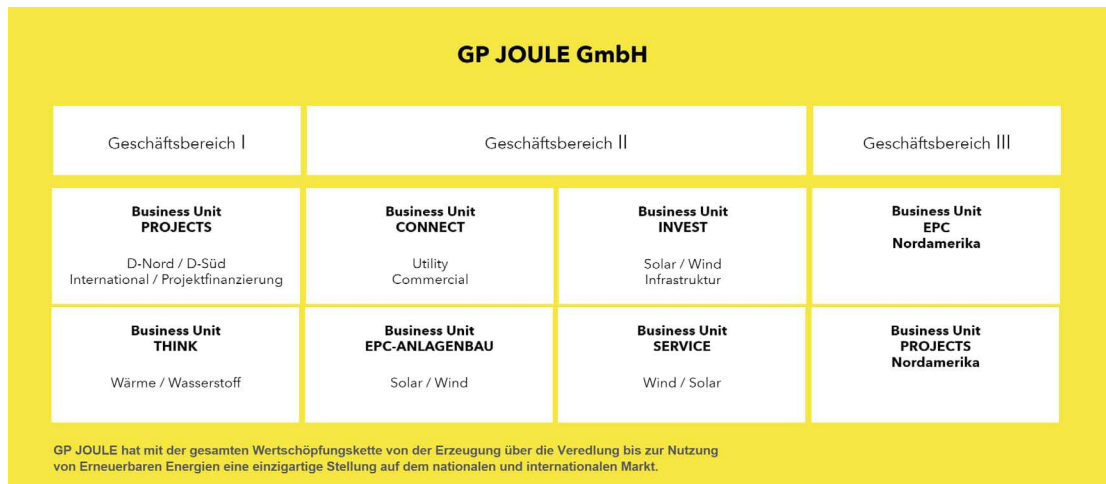 GP JOULE GmbH
Geschäftsbereich I
Geschäftsbereich II
Geschäftsbereich III
Business Unit
PROJECTS
D-Nord / D-Süd
International / Projektfinanzierung
Business Unit
CONNECT
Utility
Commercial
Business Unit
INVEST
Solar / Wind
Infrastruktur
Business Unit
EPC
Nordamerika
Business Unit
THINK
Wärme / Wasserstoff
Business Unit
EPC-ANLAGENBAU
Solar / Wind
Business Unit
SERVICE
Wind / Solar
Business Unit
PROJECTS
Nordamerika
GP JOULE hat mit der gesamten Wertschöpfungskette von der Erzeugung über die Veredlung bis zur Nutzung
von Erneuerbaren Energien eine einzigartige Stellung auf dem nationalen und internationalen Markt.